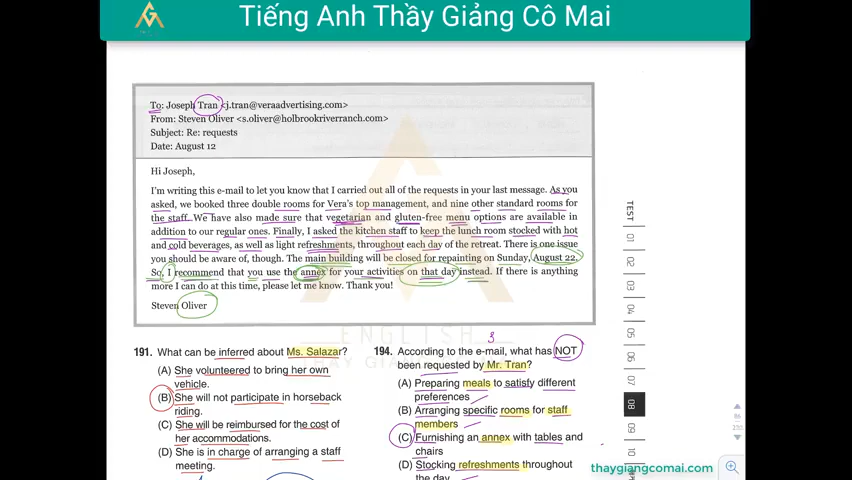 Tiếng Anh Thầy Giảng Cô Mai
To: Joseph Tran <j.tran@veraadvertising.com>
From: Steven Oliver <s.oliver@holbrookriverranch.com>
Subject: Re: requests
Date: August 12
Hi Joseph,
I'm writing this e-mail to let you know that I carried out all of the requests in your last message. As you
asked, we booked three double rooms for Vera's top management, and nine other standard rooms for
the staff. We have also made sure that vegetarian and gluten-free menu options are available in
addition to our regular ones. Finally, I asked the kitchen staff to keep the lunch room stocked with hot
and cold beverages, as well as light refreshments, throughout each day of the retreat. There is one issue
you should be aware of, though. The main building will be closed for repainting on Sunday, August 22.
So, I recommend that you use the annex for your activities on that day instead. If there is anything
more I can do at this time, please let me know. Thank you!
Steven Oliver
ENGLISH
THẦY GIẢNG CÔ MAI
191. What can be inferred about Ms. Salazar?
(A) She volunteered to bring her own
vehicle.
(B) She will not participate in horseback
riding.
(C) She will be reimbursed for the cost of
her accommodations.
(D) She is in charge of arranging a staff
meeting.
3
194. According to the e-mail, what has NOT
been requested by Mr. Tran?
(A) Preparing meals to satisfy different
preferences
(B) Arranging specific rooms for staff
members
(C) Furnishing an annex with tables and
chairs
(D) Stocking refreshments throughout
the day
TEST
01
02
03
04
05
06
07
08
09
10
thaygiangcomai.com